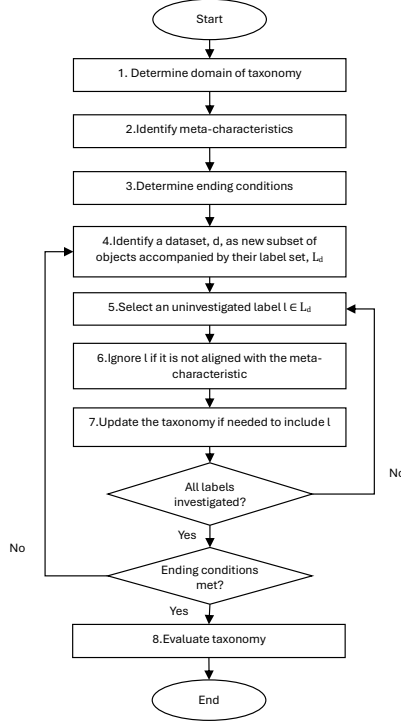 Start
1. Determine domain of taxonomy
2.Identify meta-characteristics
3.Determine ending conditions
4.Identify a dataset, d, as new subset of
objects accompanied by their label set, Ld
5.Select an uninvestigated label l ∈ Ld
6.Ignore l if it is not aligned with the meta-
characteristic
7.Update the taxonomy if needed to include l
All labels
investigated?
No
Yes
Ending conditions
met?
No
Yes
8.Evaluate taxonomy
End